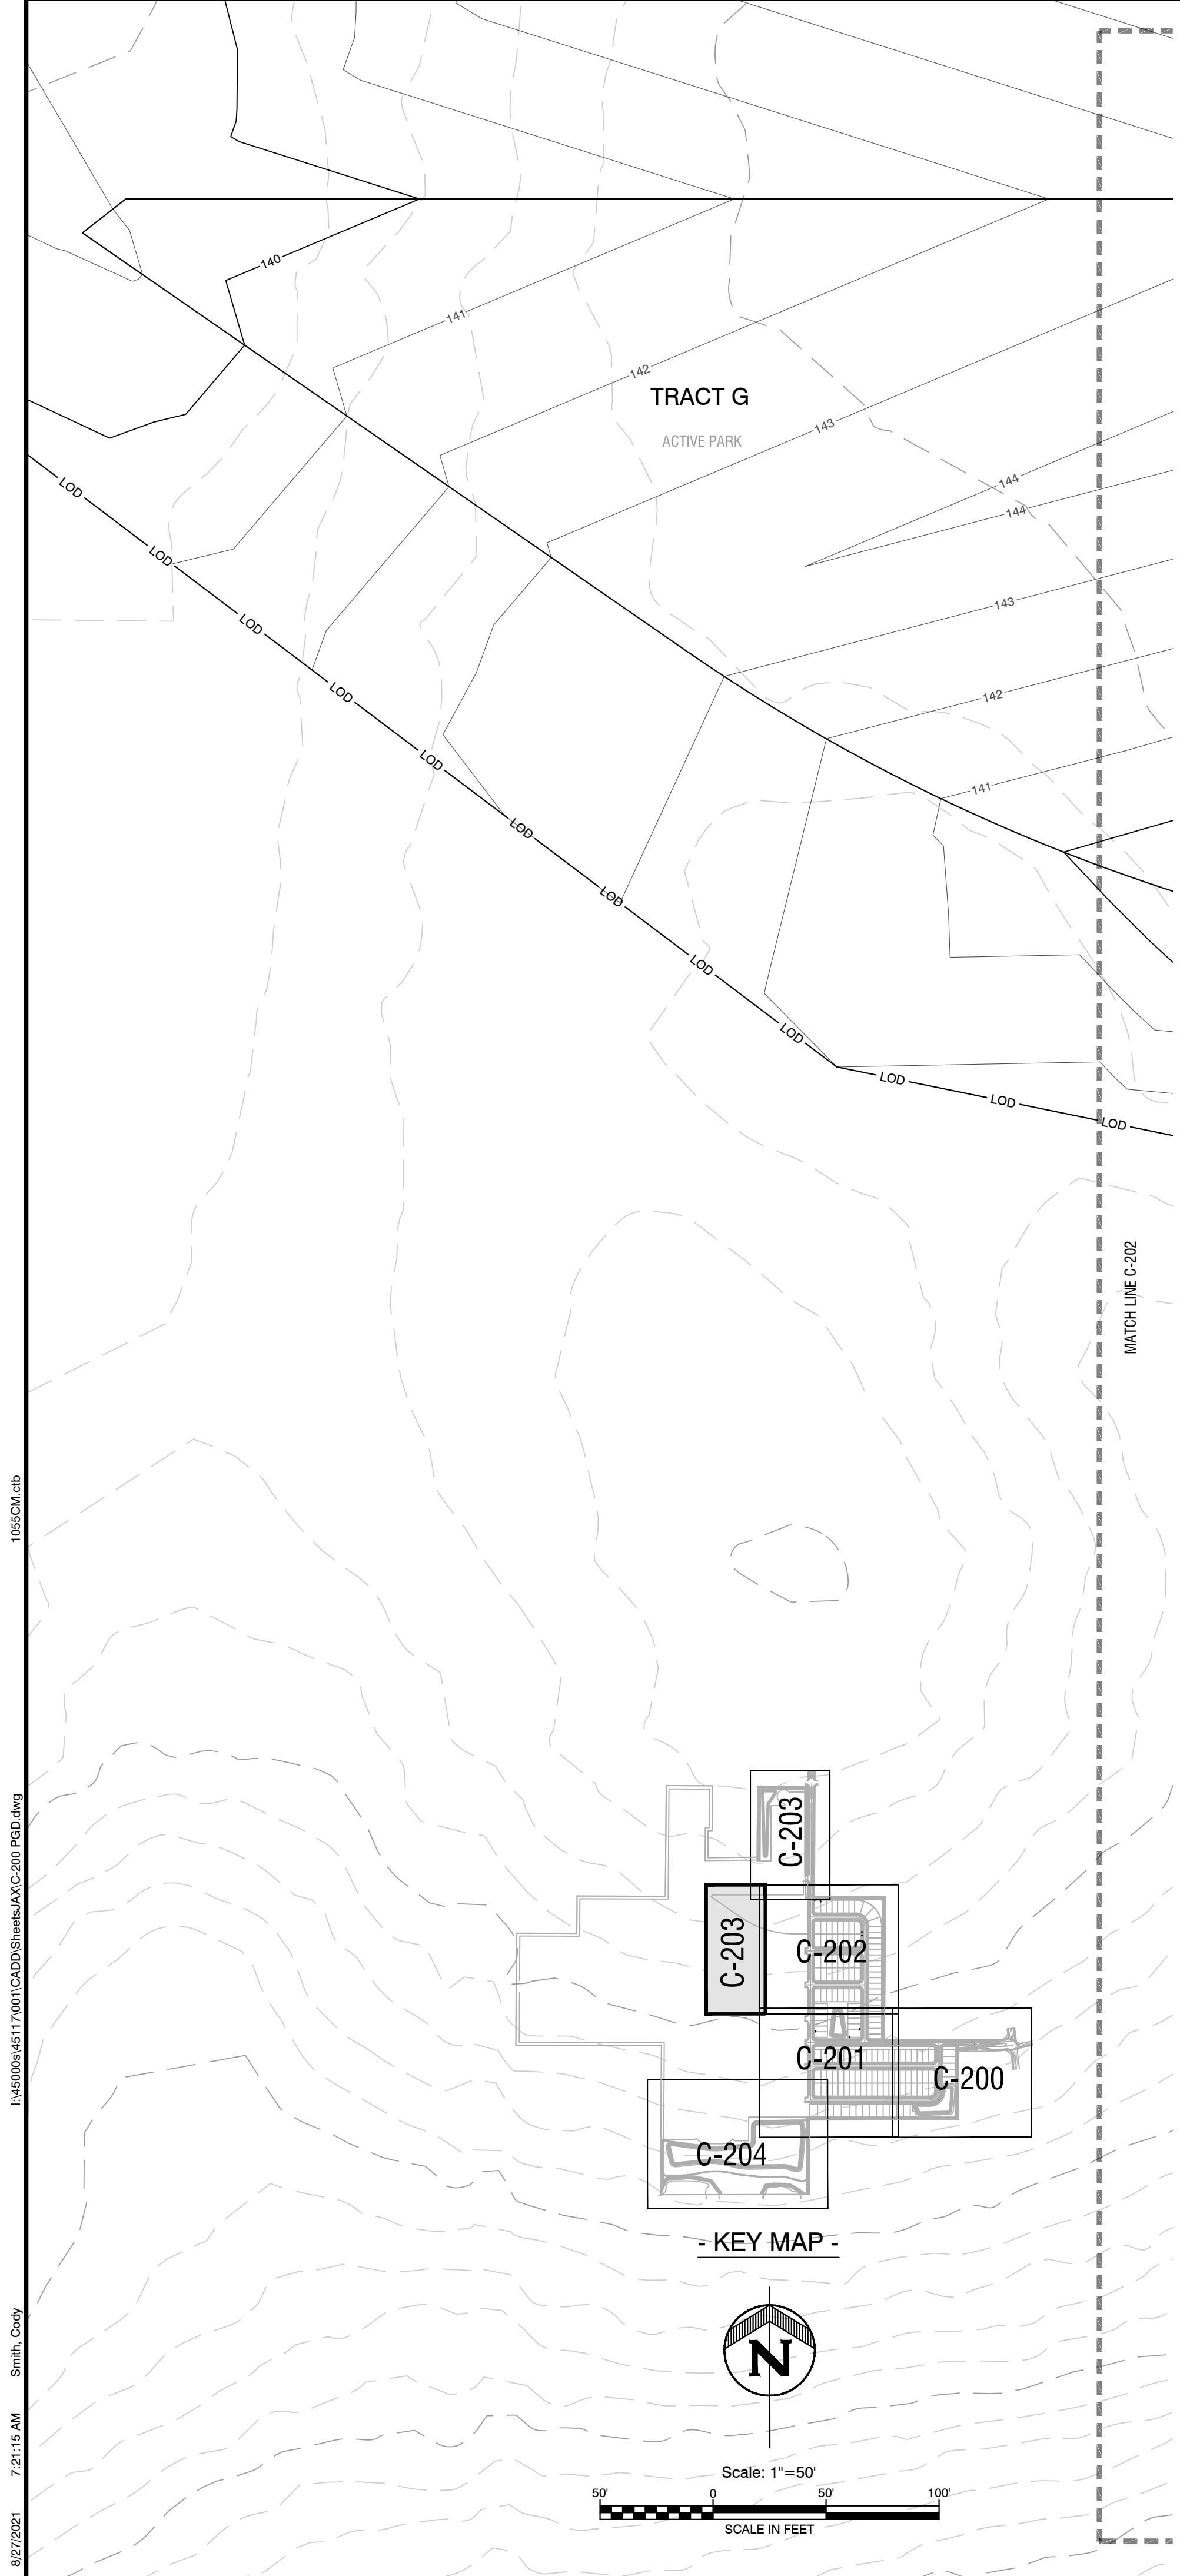 140
141
142
TRACT G
143
ACTIVE PARK
144
144
LOD
LOD
143
LOD
LOD
142
LOD
141
LOD
LOD
LOD
LOD
LOD
LOD
LOD
MATCH LINE C-202
1055CM.ctb
I:\45000s\45117\001\CADD\SheetsJAX\C-200 PGD.dwg
C-203
C-203
C-202
C-201
C-200
C-204
- KEY MAP -
N
Smith, Cody
7:21:15 AM
8/27/2021
Scale: 1"=50'
50'
0
50'
100'
SCALE IN FEET